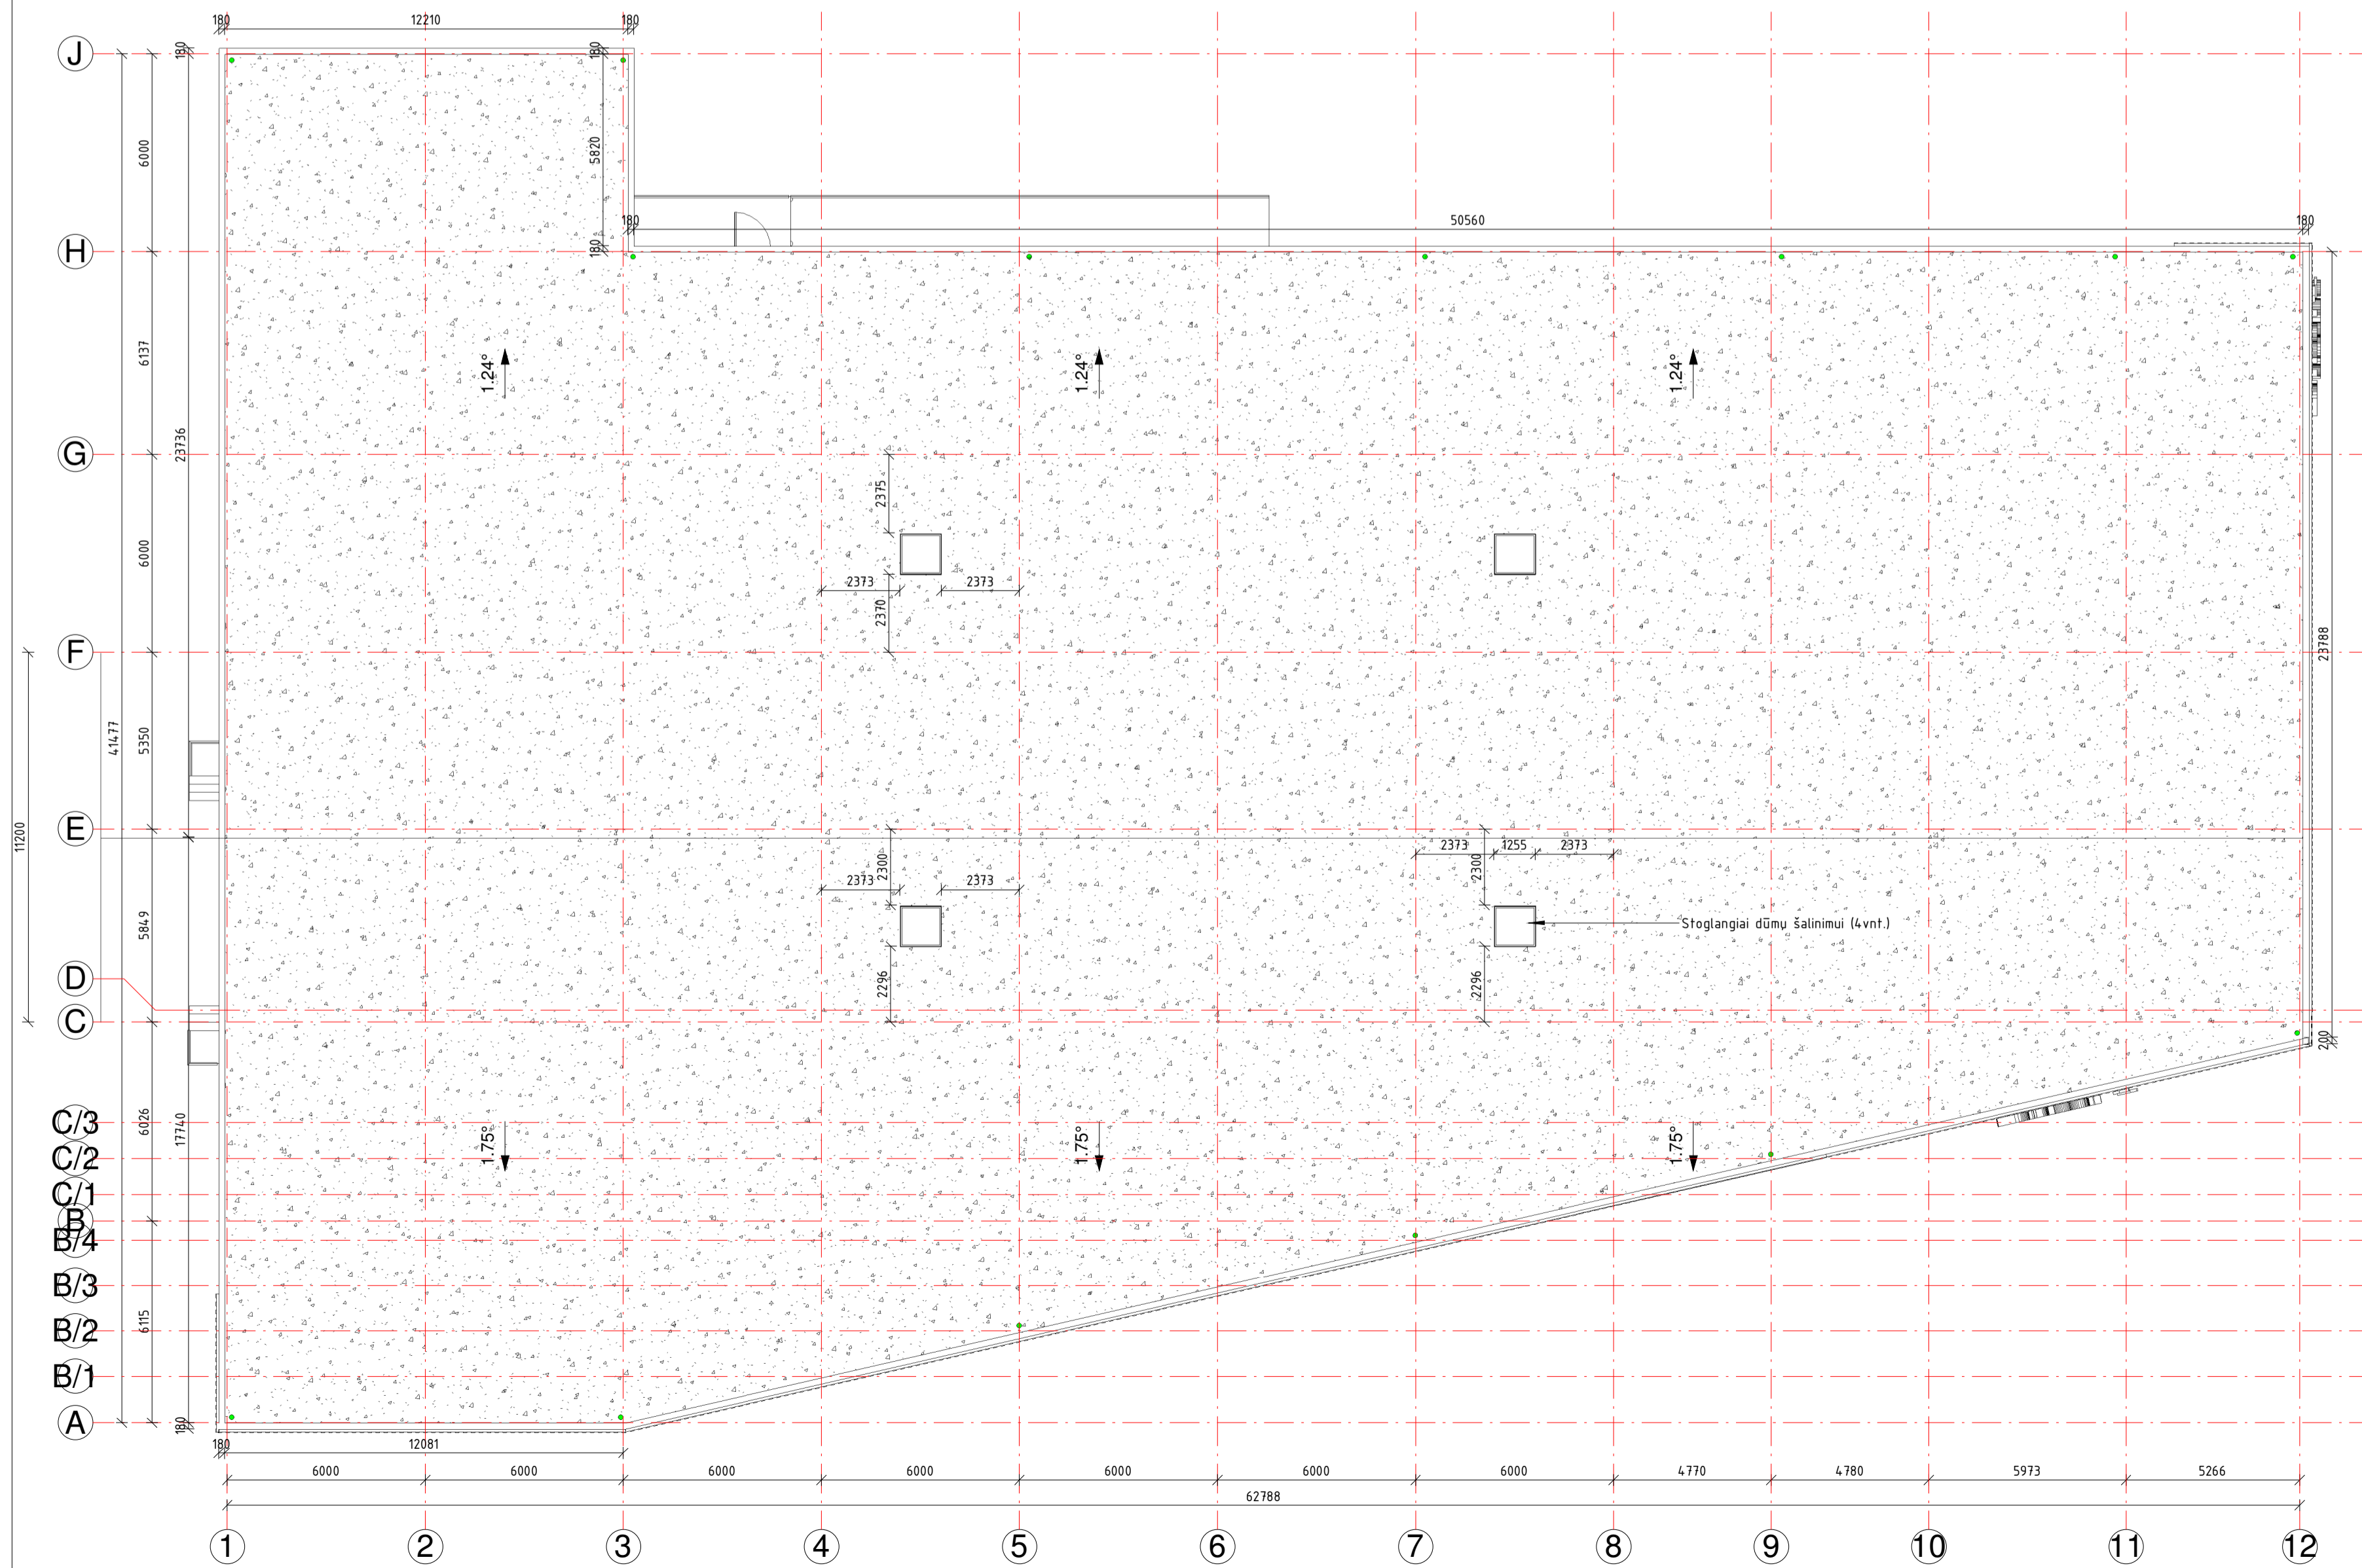 180 12210 180
J
180
180
6000
5820
180 50560 180
H
180
6137
1.24°
1.24°
1.24°
23736
G
2375
6000
2373 2373
2370
F
23788
41477
5350
11200
E
2300
2373 1255 2373
2300
2373 2373
5849
Stoglangiai dūmų šalinimui (4vnt.)
D
2296
2296
C
200
C/3
6026
17740
1.75°
1.75°
1.75°
C/2
C/1
B
B/4
B/3
6115
B/2
B/1
A
180
180 12081
6000 6000 6000 6000 6000 6000 6000 4770 4780 5973 5266
62788
1 2 3 4 5 6 7 8 9 10 11 12